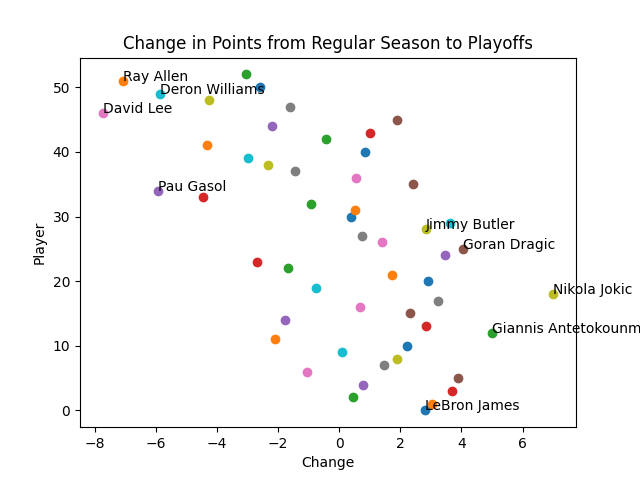 Change in Points from Regular Season to Playoffs
Player
50
40
30
20
10
0
Ray Allen
Deron Williams
David Lee
Pau Gasol
Jimmy Butler
Goran Dragic
Nikola Jokic
Giannis Antetokounm
LeBron James
−8
−6
−4
−2
0
2
4
6
Change